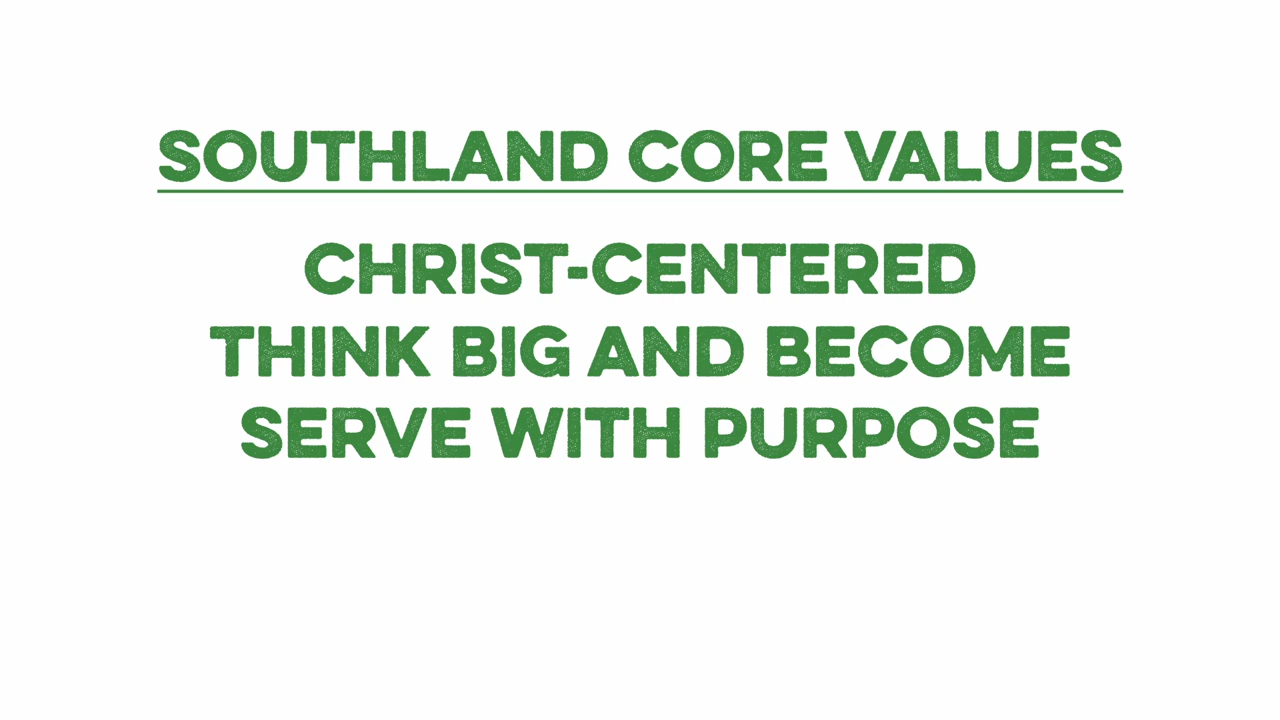 SOUTHLAND CORE VALUES
CHRIST-CENTERED
THINK BIG AND BECOME
SERVE WITH PURPOSE